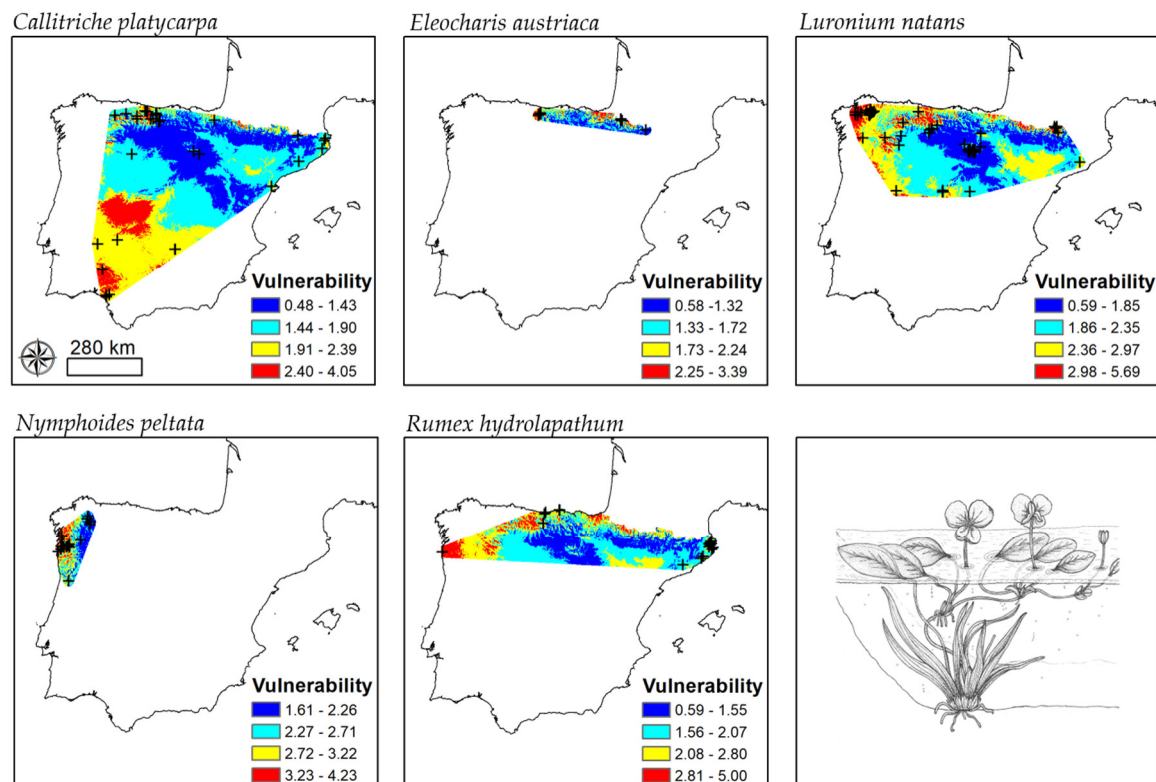 Callitriche platycarpa
Eleocharis austriaca
Luronium natans
Vulnerability
0.48 - 1.43
1.44 - 1.90
1.91 - 2.39
2.40 - 4.05
280 km
Vulnerability
0.58 -1.32
1.33 - 1.72
1.73 - 2.24
2.25 - 3.39
Vulnerability
0.59 - 1.85
1.86 - 2.35
2.36 - 2.97
2.98 - 5.69
Nymphoides peltata
Rumex hydrolapathum
Vulnerability
1.61 - 2.26
2.27 - 2.71
2.72 - 3.22
3.23 - 4.23
Vulnerability
0.59 - 1.55
1.56 - 2.07
2.08 - 2.80
2.81 - 5.00